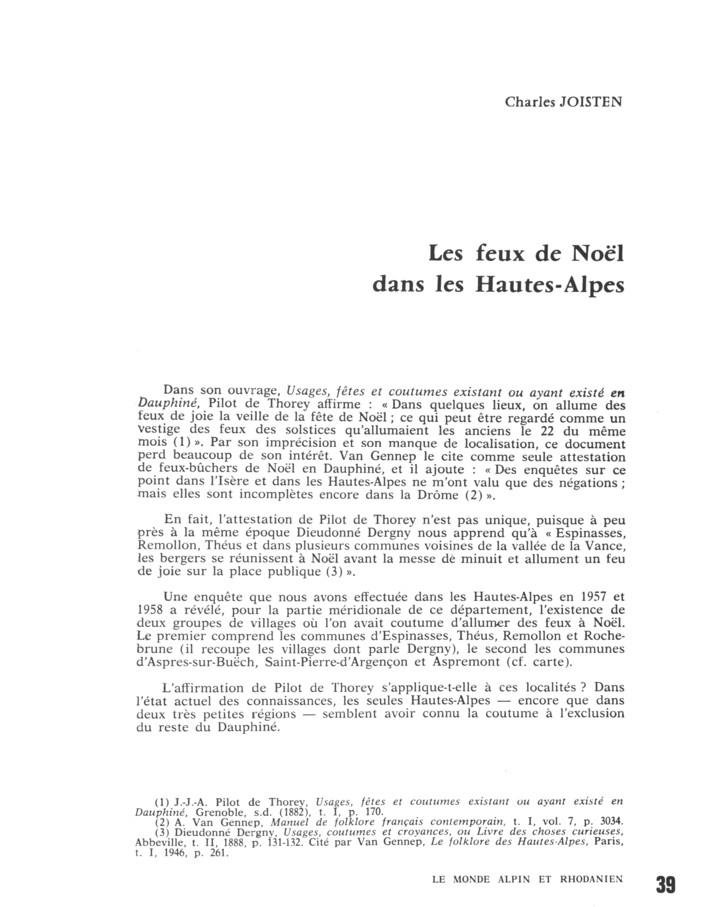 Charles JOISTEN
Les feux de Noël
dans les Hautes-Alpes
Dans son ouvrage, Usages, fêtes et coutumes existant ou ayant existé en
Dauphiné, Pilot de Thorey affirme : « Dans quelques lieux, on allume des
feux de joie la veille de la fête de Noël ; ce qui peut être regardé comme un
vestige des feux des solstices qu'allumaient les anciens le 22 du même
mois (1) ». Par son imprécision et son manque de localisation, ce document
perd beaucoup de son intérêt. Van Gennep le cite comme seule attestation
de feux-bûchers de Noël en Dauphiné, et il ajoute : « Des enquêtes sur ce
point dans l'Isère et dans les Hautes-Alpes ne m'ont valu que des négations ;
mais elles sont incomplètes encore dans la Drôme (2) ».
En fait, l'attestation de Pilot de Thorey n'est pas unique, puisque à peu
près à la même époque Dieudonné Dergny nous apprend qu'à « Espinasses,
Remollon, Théus et dans plusieurs communes voisines de la vallée de la Vance,
les bergers se réunissent à Noël avant la messe de minuit et allument un feu
de joie sur la place publique (3) ».
Une enquête que nous avons effectuée dans les Hautes-Alpes en 1957 et
1958 a révélé, pour la partie méridionale de ce département, l'existence de
deux groupes de villages où l'on avait coutume d'allumer des feux à Noël.
Le premier comprend les communes d'Espinasses, Théus, Remollon et Roche-
brune (il recoupe les villages dont parle Dergny), le second les communes
d'Aspres-sur-Buëch, Saint-Pierre-d'Argençon et Aspremont (cf. carte).
L'affirmation de Pilot de Thorey s'applique-t-elle à ces localités ? Dans
l'état actuel des connaissances, les seules Hautes-Alpes — encore que dans
deux très petites régions — semblent avoir connu la coutume à l'exclusion
du reste du Dauphiné.
(1) J.-J.-A. Pilot de Thorey, Usages, fêtes et coutumes existant ou ayant existé en
Dauphiné, Grenoble, s.d. (1882), t. I, p. 170.
(2) A. Van Gennep, Manuel de folklore français contemporain, t. I, vol. 7, p. 3034.
(3) Dieudonné Dergny, Usages, coutumes et croyances, ou Livre des choses curieuses,
Abbeville, t. II, 1888, p. 131-132. Cité par Van Gennep, Le folklore des Hautes-Alpes, Paris,
t. I, 1946, p. 261.
LE MONDE ALPIN ET RHODANIEN 39